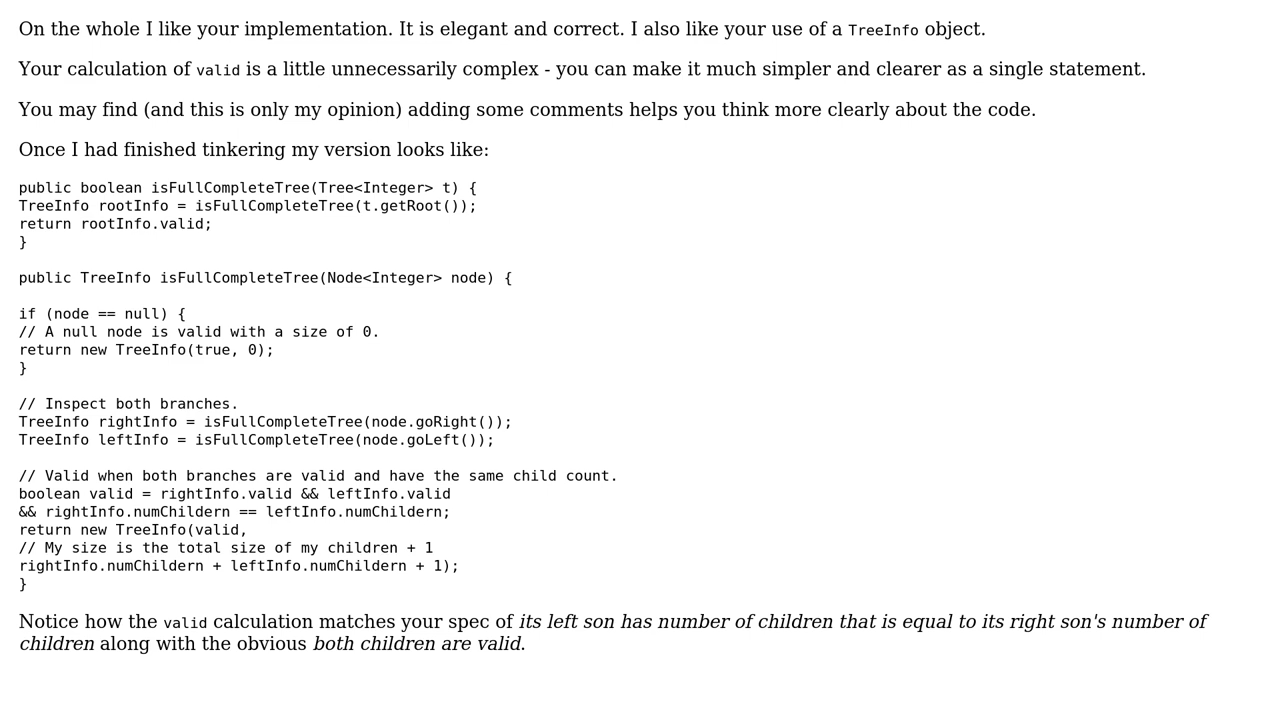 On the whole I like your implementation. It is elegant and correct. I also like your use of a TreeInfo object.
Your calculation of valid is a little unnecessarily complex - you can make it much simpler and clearer as a single statement.
You may find (and this is only my opinion) adding some comments helps you think more clearly about the code.
Once I had finished tinkering my version looks like:
public boolean isFullCompleteTree(Tree<Integer> t) {
TreeInfo rootInfo = isFullCompleteTree(t.getRoot());
return rootInfo.valid;
}
public TreeInfo isFullCompleteTree(Node<Integer> node) {
if (node == null) {
// A null node is valid with a size of 0.
return new TreeInfo(true, 0);
}
// Inspect both branches.
TreeInfo rightInfo = isFullCompleteTree(node.goRight());
TreeInfo leftInfo = isFullCompleteTree(node.goLeft());
// Valid when both branches are valid and have the same child count.
boolean valid = rightInfo.valid && leftInfo.valid
&& rightInfo.numChildern == leftInfo.numChildern;
return new TreeInfo(valid,
// My size is the total size of my children + 1
rightInfo.numChildern + leftInfo.numChildern + 1);
}
Notice how the valid calculation matches your spec of its left son has number of children that is equal to its right son's number of
children along with the obvious both children are valid.